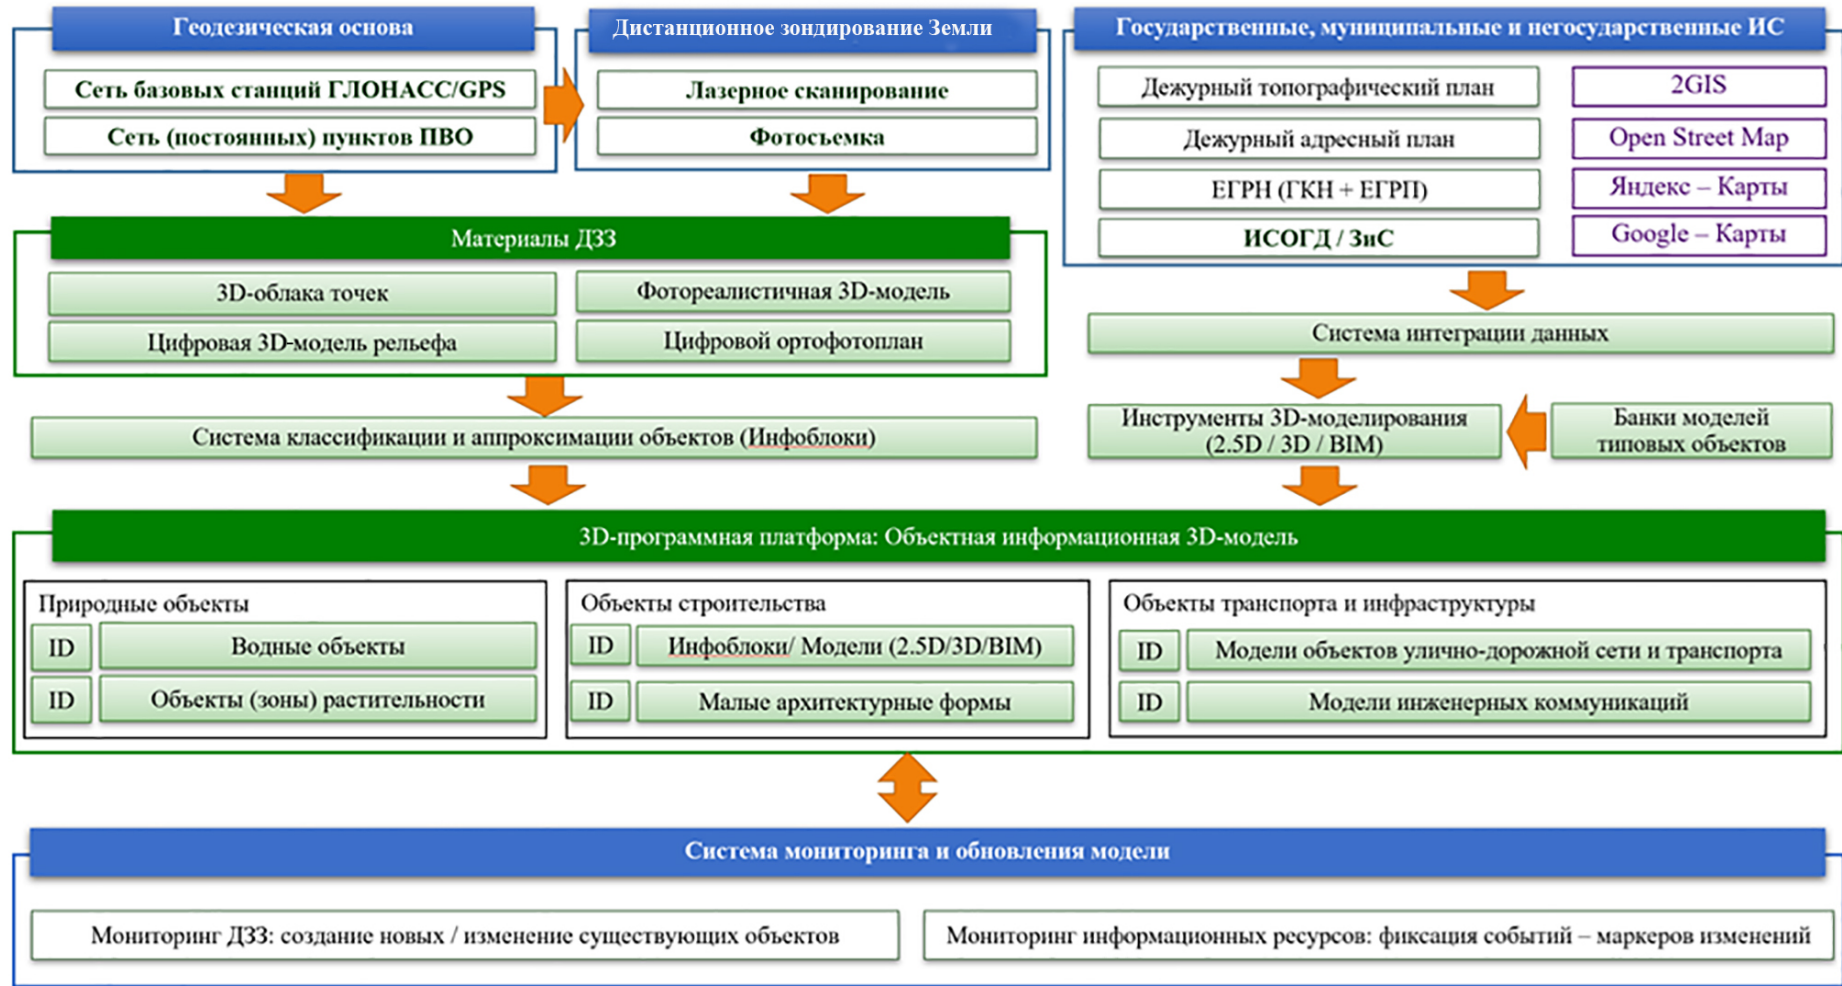 Геодезическая основа
Сеть базовых станций ГЛОНАСС/GPS
Сеть (постоянных) пунктов ПВО
Дистанционное зондирование Земли
Лазерное сканирование
Фотосъемка
Государственные, муниципальные и негосударственные ИС
Дежурный топографический план
Дежурный адресный план
ЕГРН (ГКН + ЕГРП)
ИСОГД / ЗиС
2GIS
Open Street Map
Яндекс – Карты
Google – Карты
Материалы ДЗЗ
3D-облака точек
Фотореалистичная 3D-модель
Цифровая 3D-модель рельефа
Цифровой ортофотоплан
Система классификации и аппроксимации объектов (Инфоблоки)
Система интеграции данных
Инструменты 3D-моделирования
(2.5D / 3D / BIM)
Банки моделей
типовых объектов
3D-программная платформа: Объектная информационная 3D-модель
Природные объекты
ID
Водные объекты
ID
Объекты (зоны) растительности
Объекты строительства
ID
Инфоблоки/ Модели (2.5D/3D/BIM)
ID
Малые архитектурные формы
Объекты транспорта и инфраструктуры
ID
Модели объектов улично-дорожной сети и транспорта
ID
Модели инженерных коммуникаций
Система мониторинга и обновления модели
Мониторинг ДЗЗ: создание новых / изменение существующих объектов
Мониторинг информационных ресурсов: фиксация событий – маркеров изменений